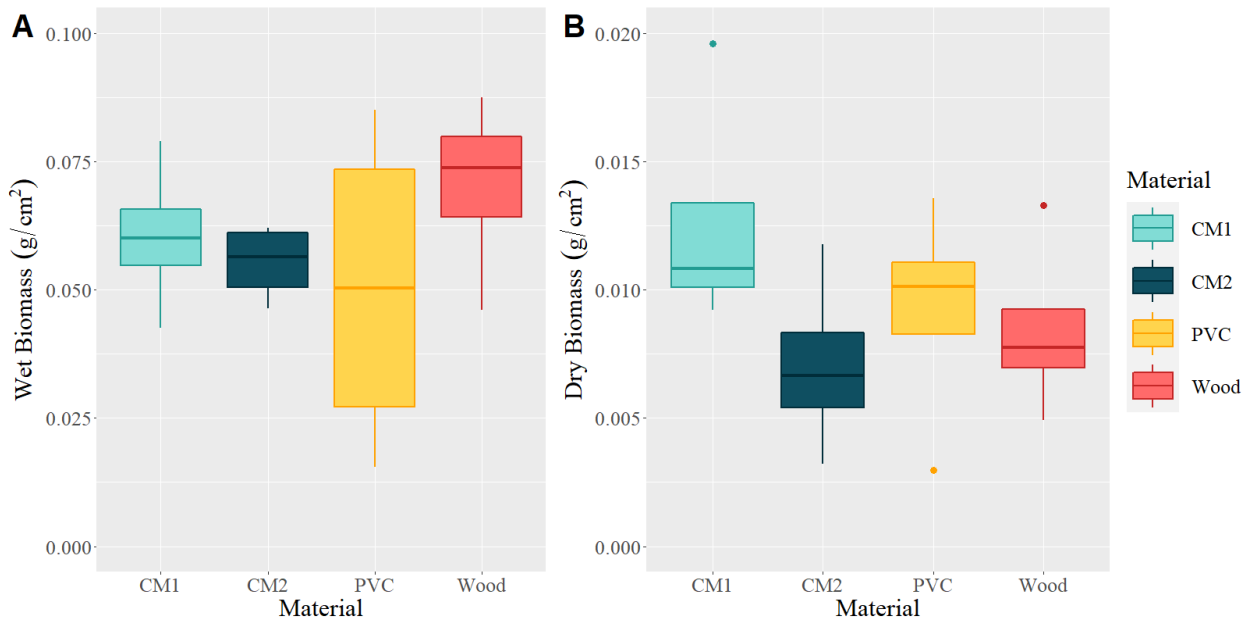 A
0.100
0.075
0.050
0.025
0.000
Wet Biomass (g/cm²)
CM1 CM2 PVC Wood
Material
B
0.020
0.015
0.010
0.005
0.000
Dry Biomass (g/cm²)
CM1 CM2 PVC Wood
Material
Material
CM1
CM2
PVC
Wood